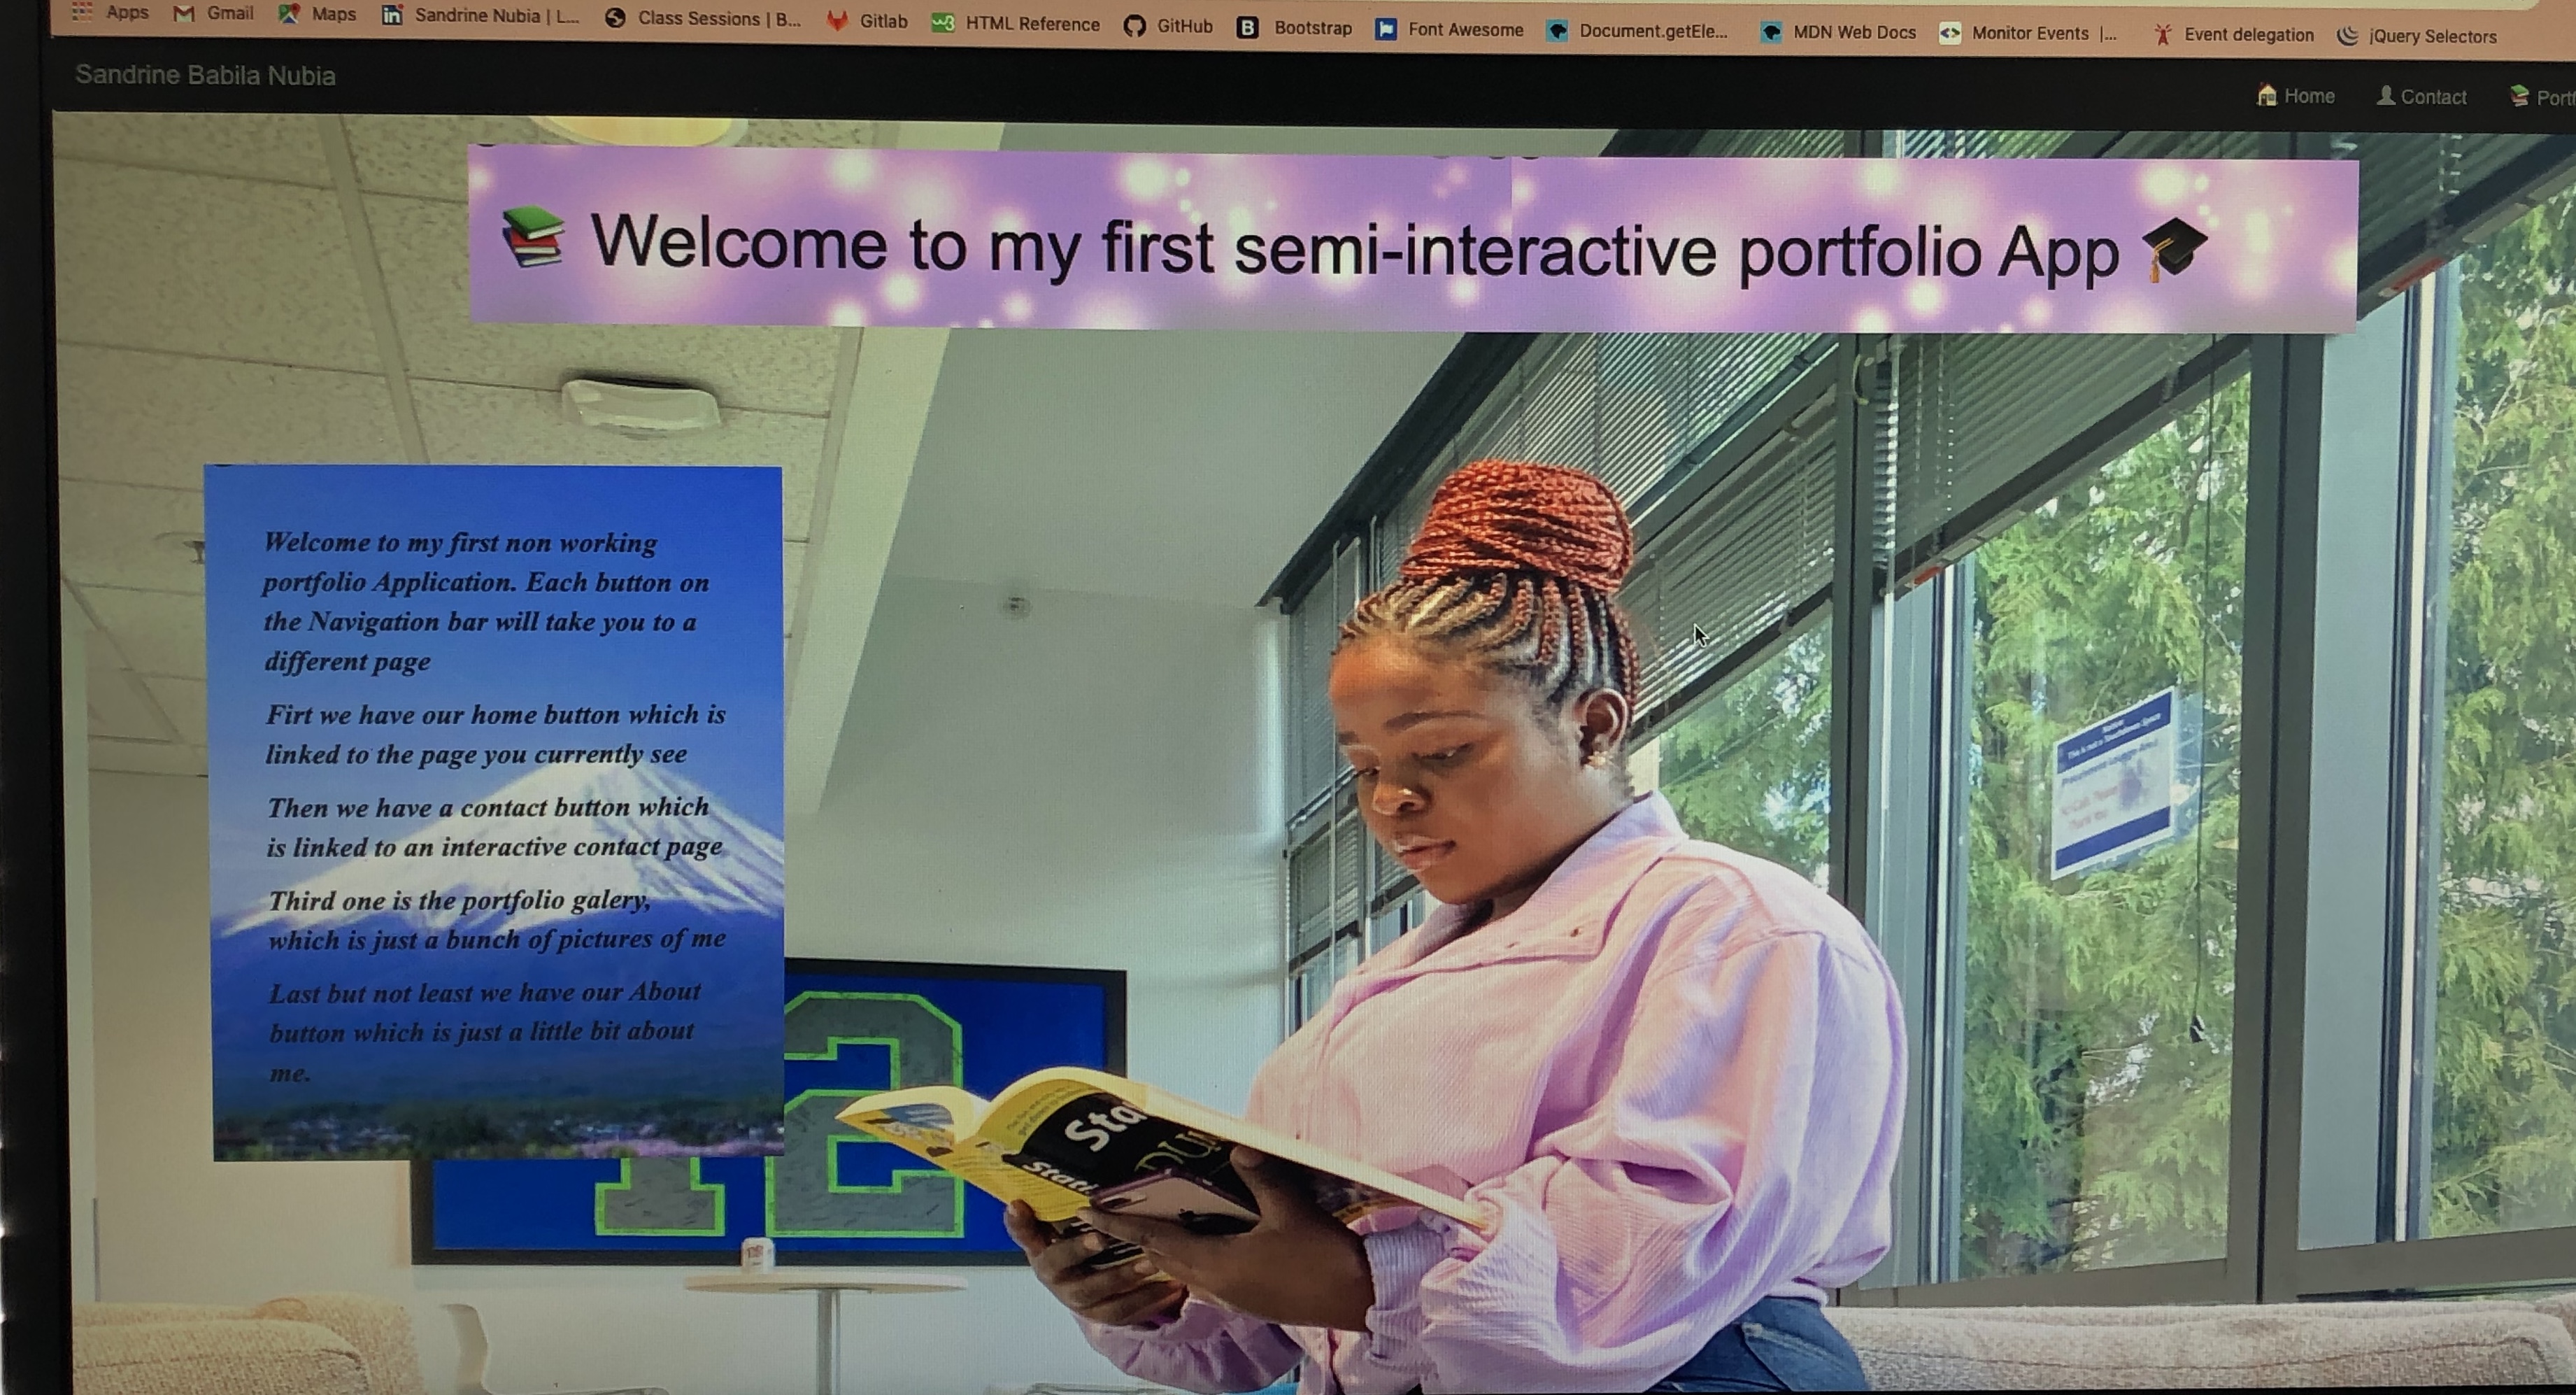 Apps Gmail Maps Sandrine Nubia | L... Class Sessions | B... Gitlab HTML Reference GitHub Bootstrap Font Awesome Document.getEle... MDN Web Docs Monitor Events |... Event delegation jQuery Selectors
Sandrine Babila Nubia
Home Contact Portf
Welcome to my first semi-interactive portfolio App
Welcome to my first non working
portfolio Application. Each button on
the Navigation bar will take you to a
different page
Firt we have our home button which is
linked to the page you currently see
Then we have a contact button which
is linked to an interactive contact page
Third one is the portfolio galery,
which is just a bunch of pictures of me
Last but not least we have our About
button which is just a little bit about
me.
12
Sta
Stati